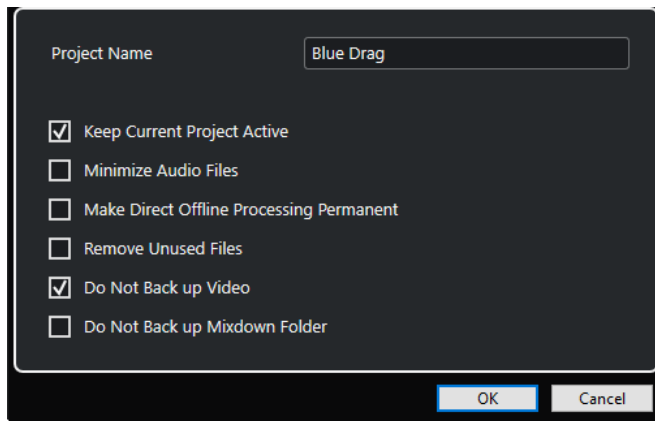 Project Name
Blue Drag
Keep Current Project Active
Minimize Audio Files
Make Direct Offline Processing Permanent
Remove Unused Files
Do Not Back up Video
Do Not Back up Mixdown Folder
OK
Cancel